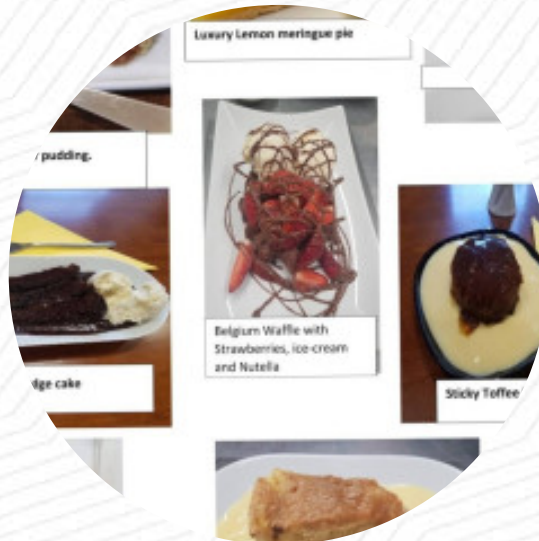 Luxury Lemon meringue pie
pudding.
Belgium Waffle with
Strawberries, ice-cream
and Nutella
dge cake
Sticky Toffee